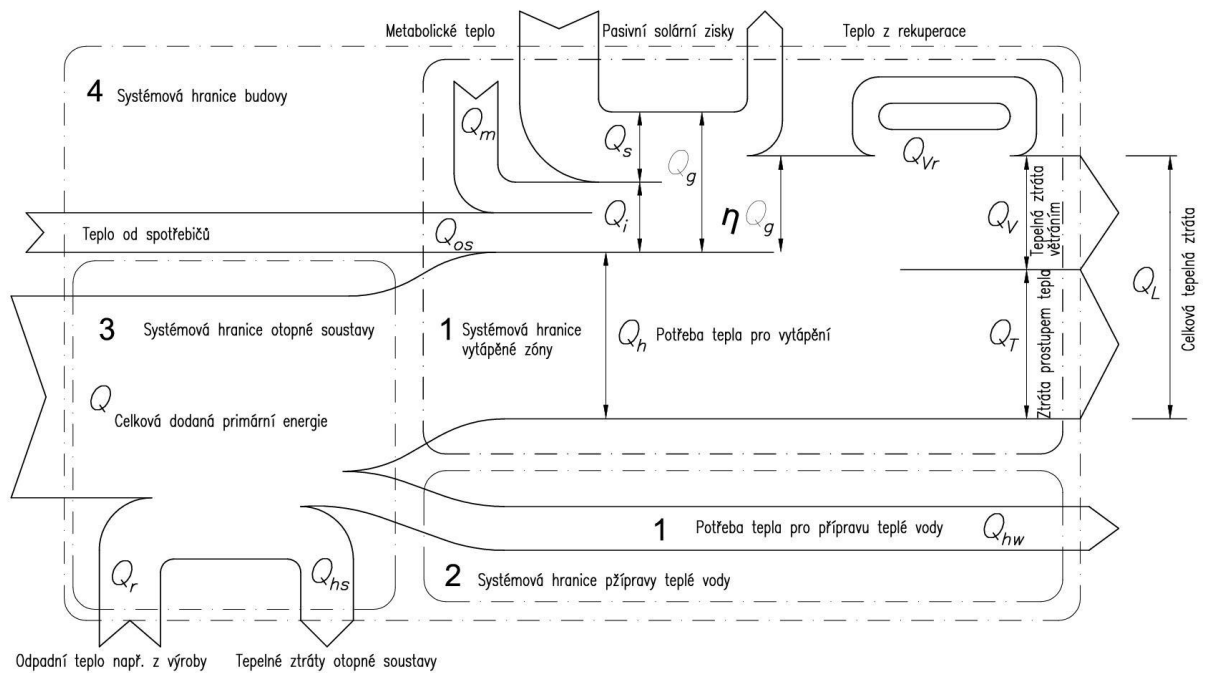 Metabolické teplo
Pasivní solární zisky
Teplo z rekuperace
4 Systémová hranice budovy
Qm
Qs
Qg
QVr
Teplo od spotřebičů
Qos
Qi
η Qg
QV
Tepelná ztráta
větráním
QL
Celková tepelná ztráta
3 Systémová hranice otopné soustavy
1 Systémová hranice
vytápěné zóny
Qh Potřeba tepla pro vytápění
QT
Ztráta prostupem tepla
Q
Celková dodaná primární energie
1 Potřeba tepla pro přípravu teplé vody Qhw
Qr
Qhs
2 Systémová hranice pžípravy teplé vody
Odpadní teplo např. z výroby
Tepelné ztráty otopné soustavy